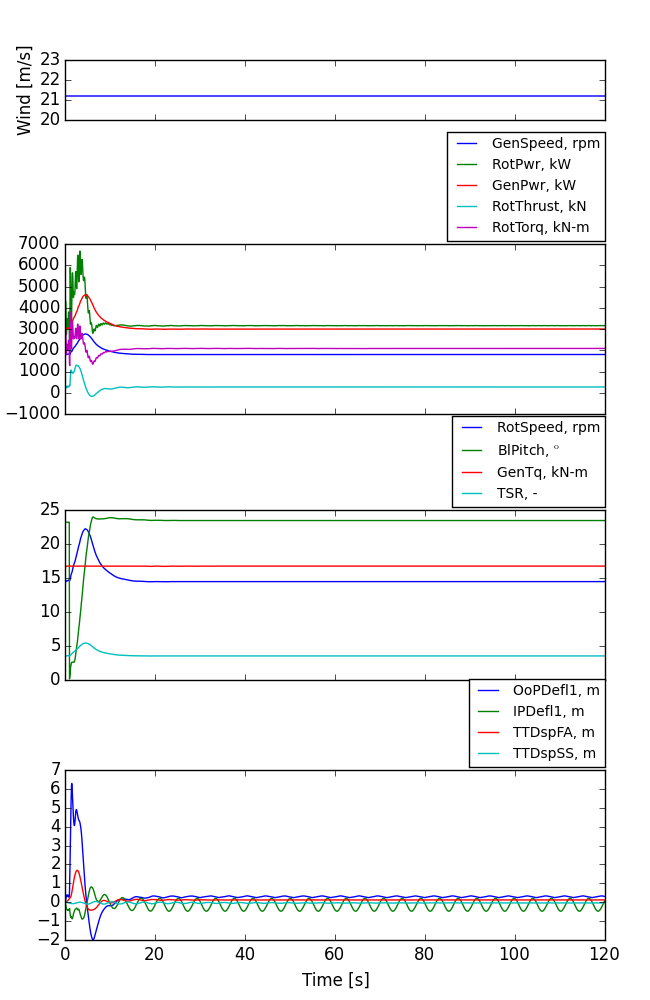 Wind [m/s]
23
22
21
20
GenSpeed, rpm
RotPwr, kW
GenPwr, kW
RotThrust, kN
RotTorq, kN-m
7000
6000
5000
4000
3000
2000
1000
0
−1000
RotSpeed, rpm
BlPitch, °
GenTq, kN-m
TSR, -
25
20
15
10
5
0
OoPDefl1, m
IPDefl1, m
TTDspFA, m
TTDspSS, m
7
6
5
4
3
2
1
0
−1
−2
0 20 40 60 80 100 120
Time [s]